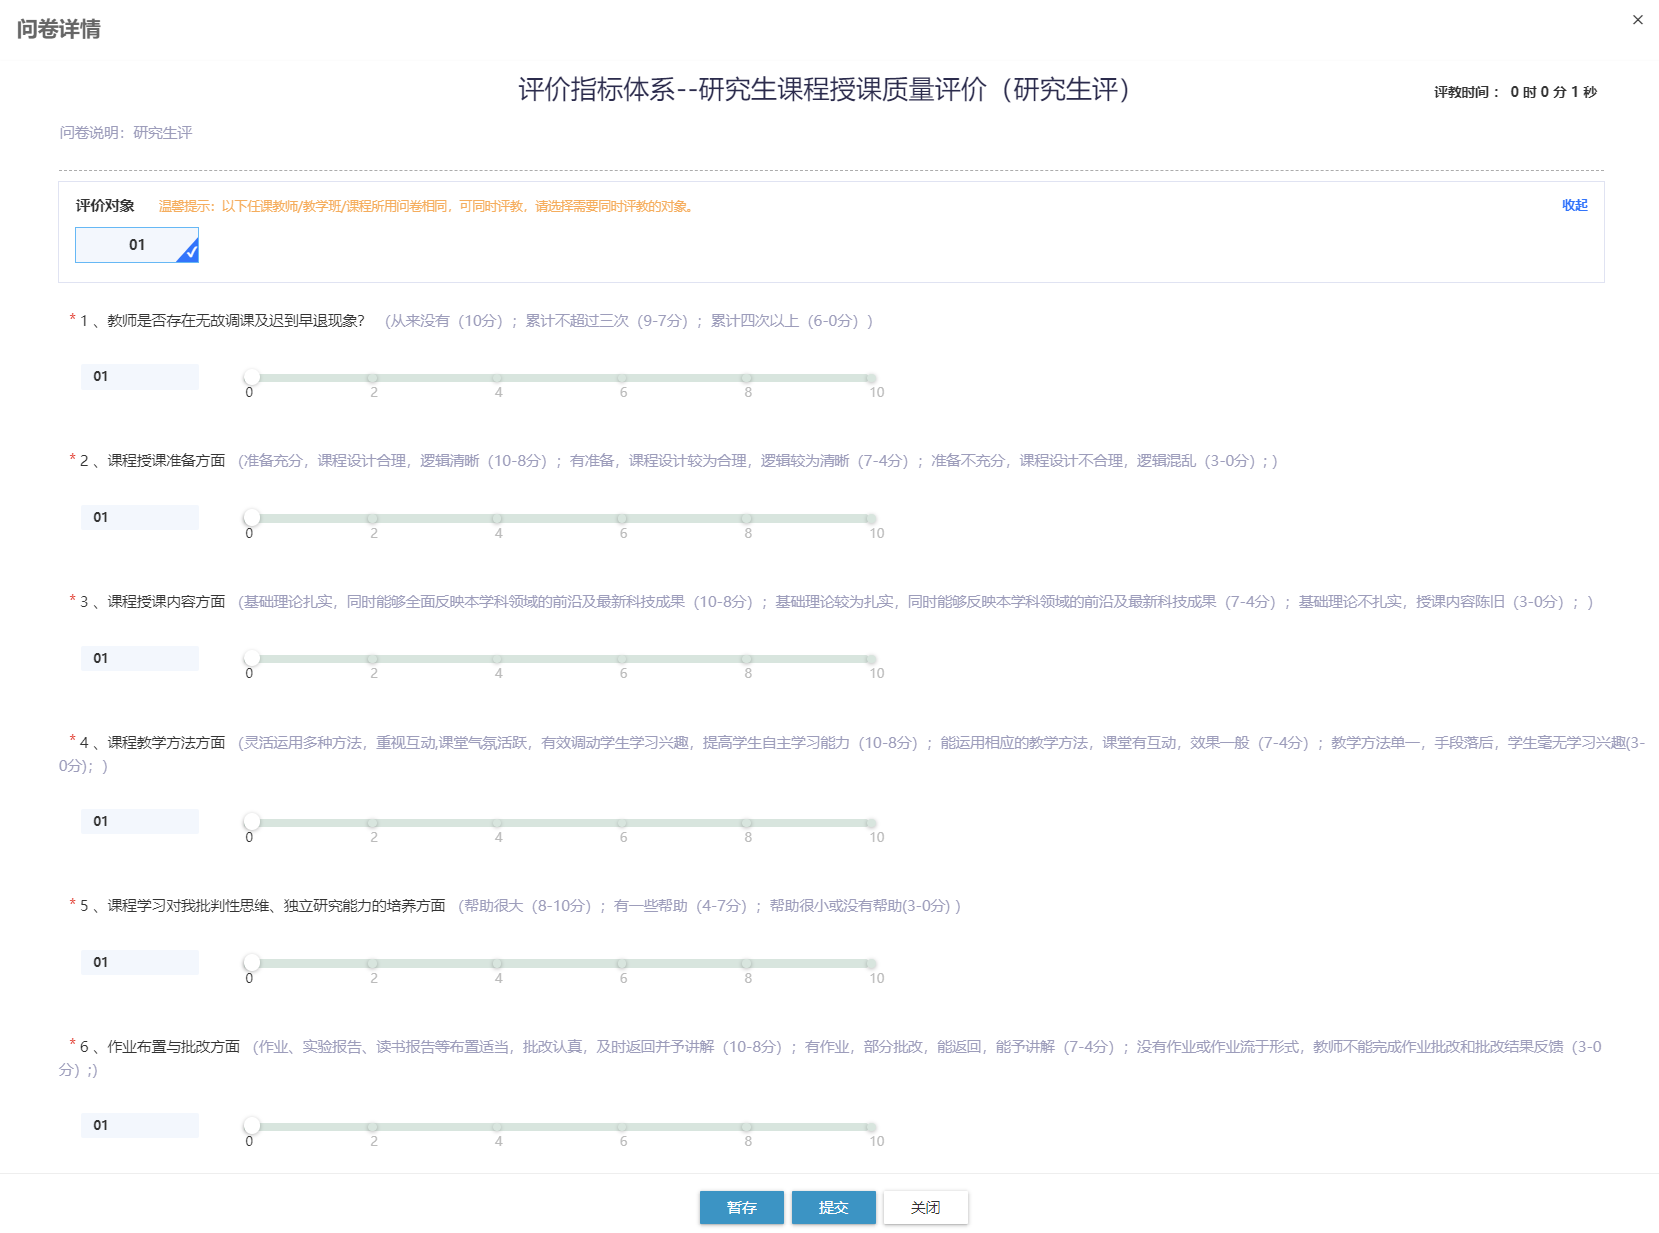 问卷详情
评价指标体系--研究生课程授课质量评价（研究生评）
评教时间： 0 时 0 分 1 秒
问卷说明：研究生评
评价对象 温馨提示：以下任课教师/教学班/课程所用问卷相同，可同时评教，请选择需要同时评教的对象。 收起
01
* 1 、教师是否存在无故调课及迟到早退现象？ （从来没有（10分）；累计不超过三次（9-7分）；累计四次以上（6-0分））
01
0 2 4 6 8 10
* 2 、课程授课准备方面 （准备充分，课程设计合理，逻辑清晰（10-8分）；有准备，课程设计较为合理，逻辑较为清晰（7-4分）；准备不充分，课程设计不合理，逻辑混乱（3-0分）;）
01
0 2 4 6 8 10
* 3 、课程授课内容方面 （基础理论扎实，同时能够全面反映本学科领域的前沿及最新科技成果（10-8分）；基础理论较为扎实，同时能够反映本学科领域的前沿及最新科技成果（7-4分）；基础理论不扎实，授课内容陈旧（3-0分）；）
01
0 2 4 6 8 10
* 4 、课程教学方法方面 （灵活运用多种方法，重视互动,课堂气氛活跃，有效调动学生学习兴趣，提高学生自主学习能力（10-8分）；能运用相应的教学方法，课堂有互动，效果一般（7-4分）；教学方法单一，手段落后，学生毫无学习兴趣(3-
0分)；）
01
0 2 4 6 8 10
* 5 、课程学习对我批判性思维、独立研究能力的培养方面 （帮助很大（8-10分）；有一些帮助（4-7分）；帮助很小或没有帮助(3-0分)）
01
0 2 4 6 8 10
* 6 、作业布置与批改方面 （作业、实验报告、读书报告等布置适当，批改认真，及时返回并予讲解（10-8分）；有作业，部分批改，能返回，能予讲解（7-4分）；没有作业或作业流于形式，教师不能完成作业批改和批改结果反馈（3-0
分）;）
01
0 2 4 6 8 10
暂存 提交 关闭